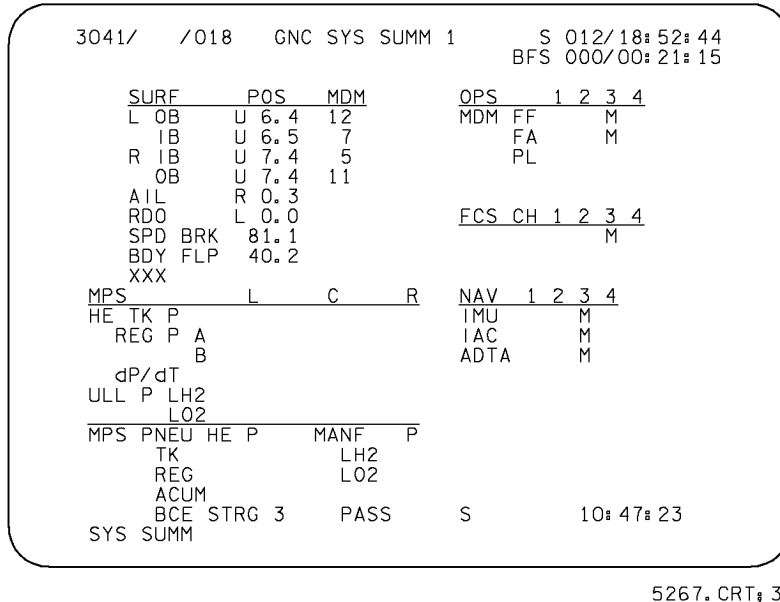 3041/ /018 GNC SYS SUMM 1 S 012/18:52:44
BFS 000/00:21:15
SURF POS MDM
L OB U 6.4 12
IB U 6.5 7
R IB U 7.4 5
OB U 7.4 11
AIL R 0.3
RDO L 0.0
SPD BRK 81.1
BDY FLP 40.2
XXX
OPS 1 2 3 4
MDM FF M
FA M
PL
FCS CH 1 2 3 4
M
MPS L C R
HE TK P
REG P A
B
dP/dT
ULL P LH2
LO2
NAV 1 2 3 4
IMU M
IAC M
ADTA M
MPS PNEU HE P MANF P
TK LH2
REG LO2
ACUM
BCE STRG 3 PASS S 10:47:23
SYS SUMM
5267.CRT;3